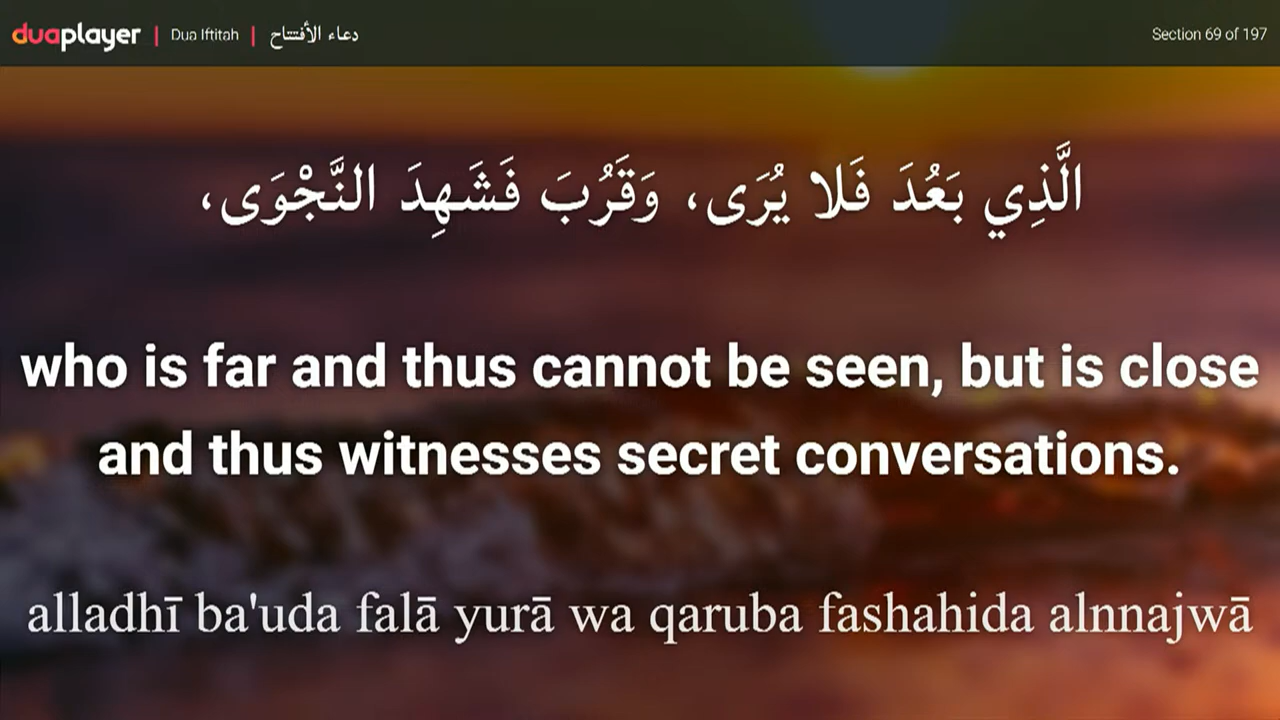 duaplayer | Dua Iftitah | دعاء الأفتتاح
Section 69 of 197
الَّذِي بَعُدَ فَلا يُرَى، وَقَرُبَ فَشَهِدَ النَّجْوَى،
who is far and thus cannot be seen, but is close
and thus witnesses secret conversations.
alladhī ba'uda falā yurā wa qaruba fashahida alnnajwā